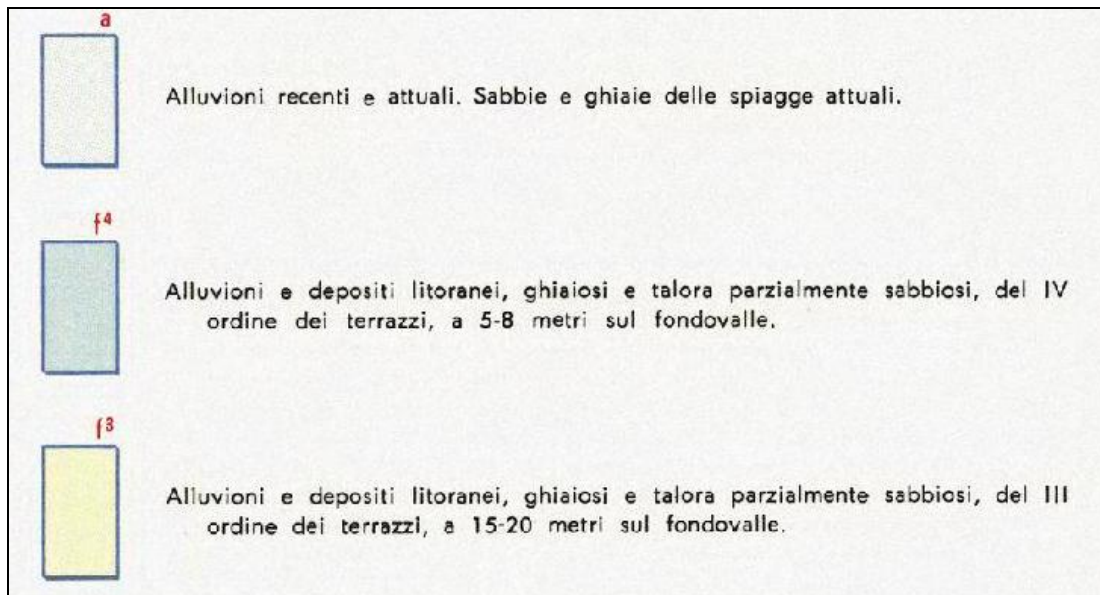 a
Alluvioni recenti e attuali. Sabbie e ghiaie delle spiagge attuali.
f4
Alluvioni e depositi litoranei, ghiaiosi e talora parzialmente sabbiosi, del IV
ordine dei terrazzi, a 5-8 metri sul fondovalle.
f3
Alluvioni e depositi litoranei, ghiaiosi e talora parzialmente sabbiosi, del III
ordine dei terrazzi, a 15-20 metri sul fondovalle.